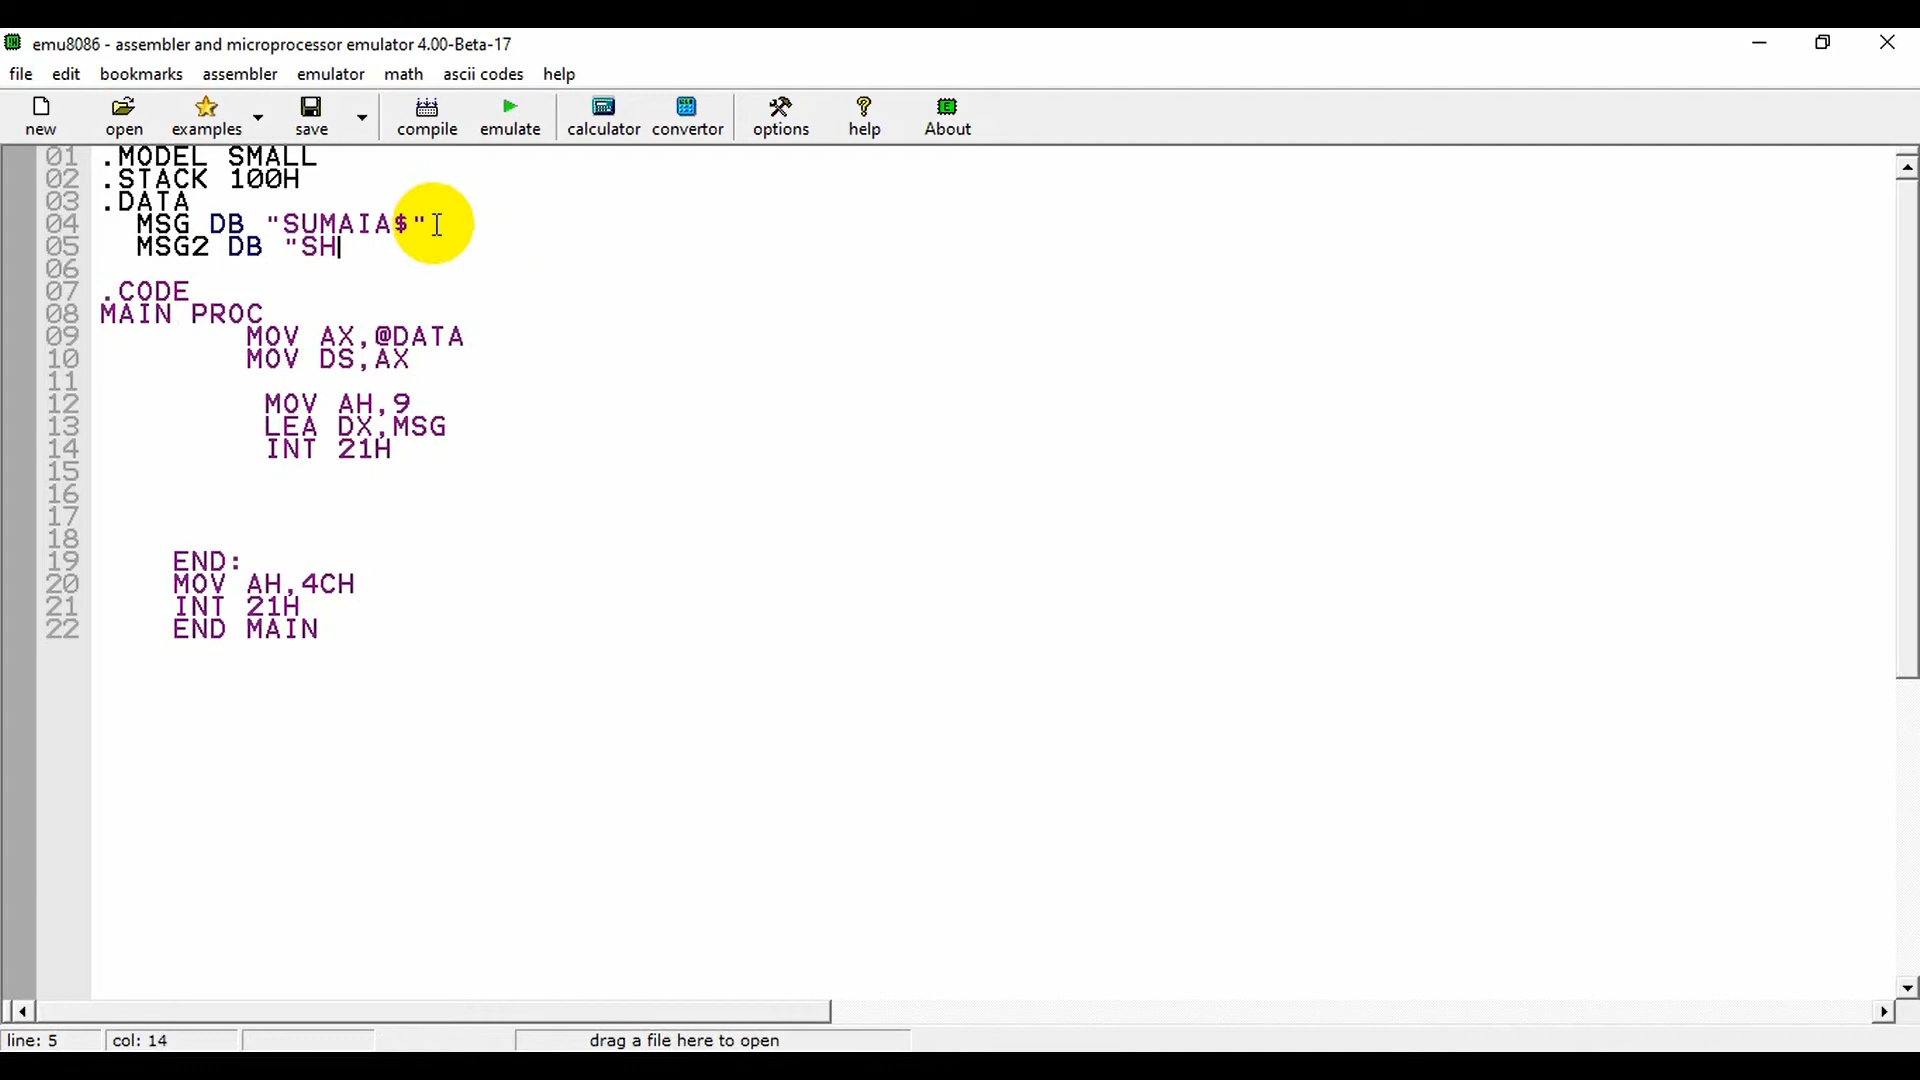 emu8086 - assembler and microprocessor emulator 4.00-Beta-17
file edit bookmarks assembler emulator math ascii codes help
new open examples save compile emulate calculator convertor options help About
01 .MODEL SMALL
02 .STACK 100H
03 .DATA
04 MSG DB "SUMAIA$"
05 MSG2 DB "SH
06
07 .CODE
08 MAIN PROC
09 MOV AX,@DATA
10 MOV DS,AX
11
12 MOV AH,9
13 LEA DX,MSG
14 INT 21H
15
16
17
18
19 END:
20 MOV AH,4CH
21 INT 21H
22 END MAIN
line: 5 col: 14 drag a file here to open